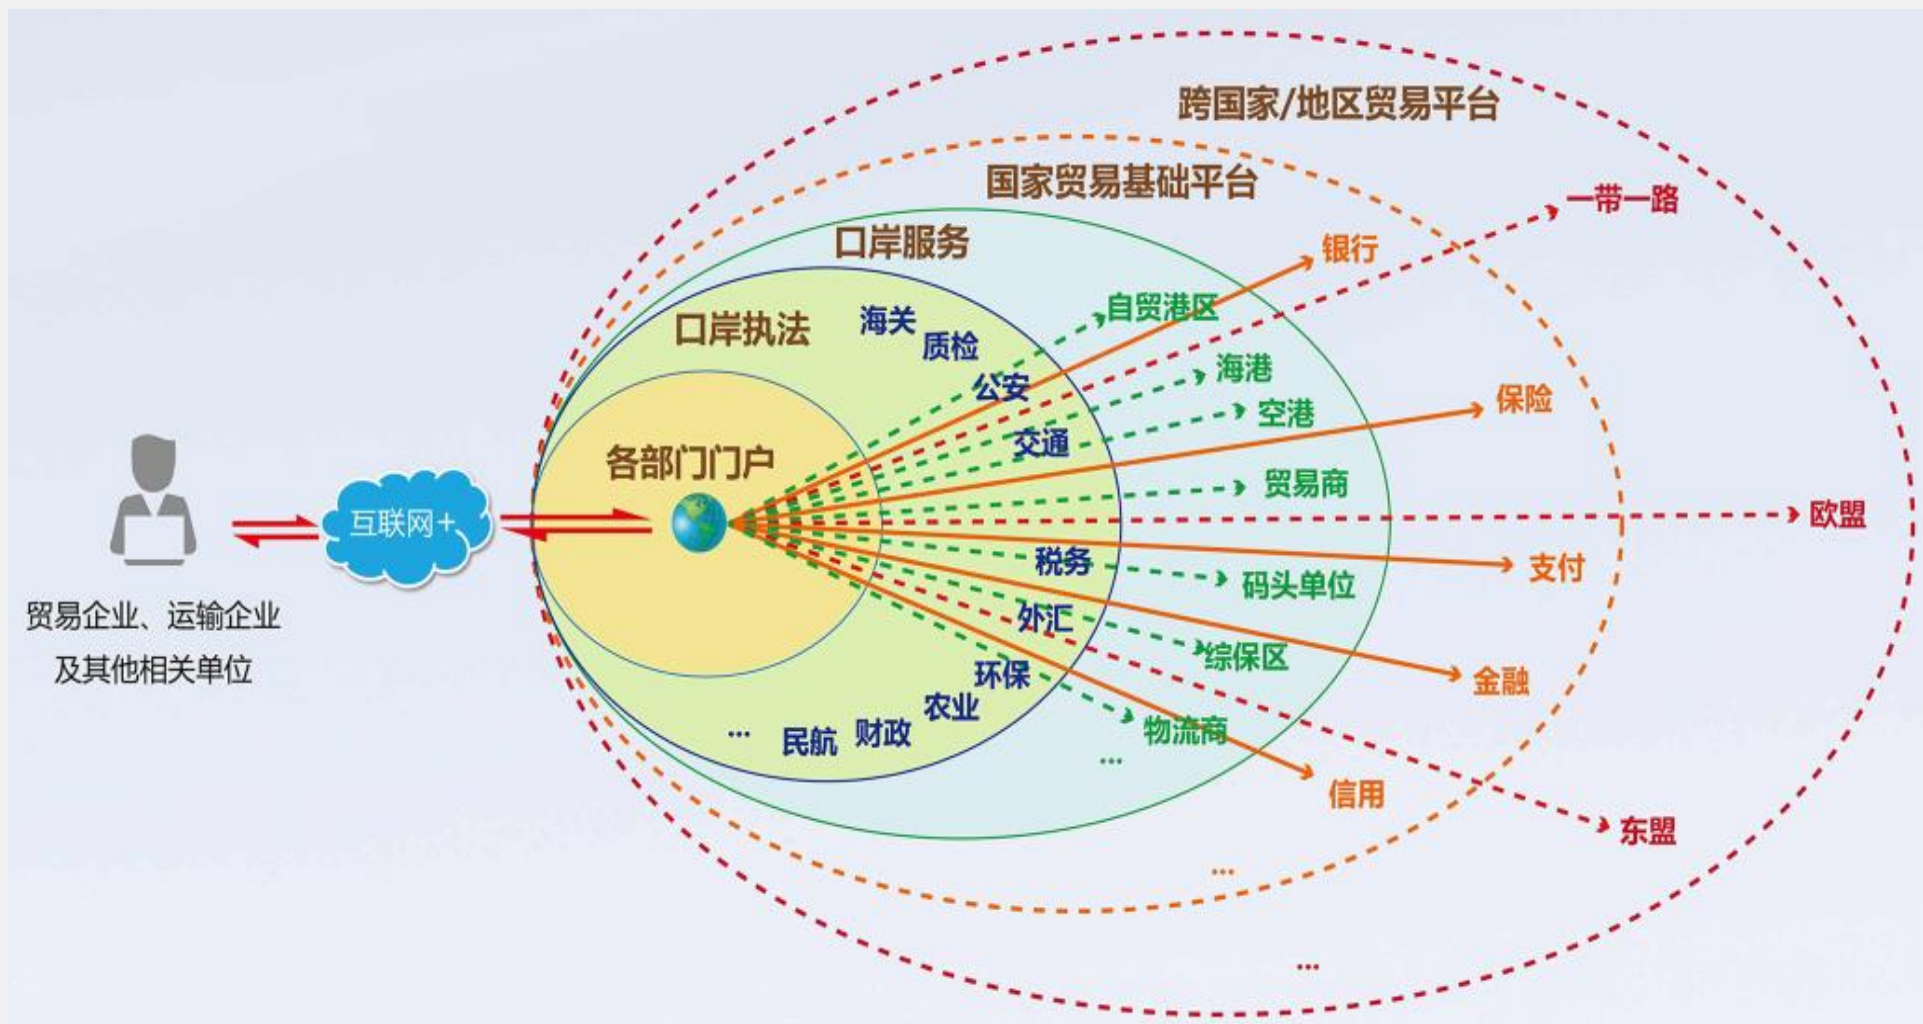 跨国家/地区贸易平台
国家贸易基础平台
口岸服务
口岸执法
各部门门户
海关
质检
公安
交通
税务
外汇
环保
农业
财政
民航
...
自贸港区
海港
空港
贸易商
码头单位
综保区
物流商
...
银行
保险
支付
金融
信用
...
一带一路
欧盟
东盟
...
互联网+
贸易企业、运输企业
及其他相关单位